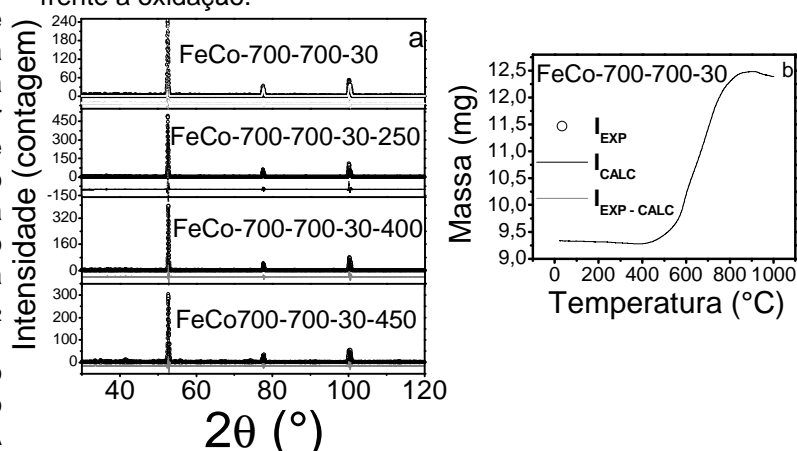 frente à oxidação.
Intensidade (contagem)
a
240
180
120
60
0
FeCo-700-700-30
450
300
150
0
-150
FeCo-700-700-30-250
320
160
0
FeCo-700-700-30-400
300
200
100
0
FeCo700-700-30-450
40 60 80 100 120
2θ (°)
b
FeCo-700-700-30
Massa (mg)
12,5
12,0
11,5
11,0
10,5
10,0
9,5
9,0
I EXP
I CALC
I EXP - CALC
0 200 400 600 800 1000
Temperatura (°C)